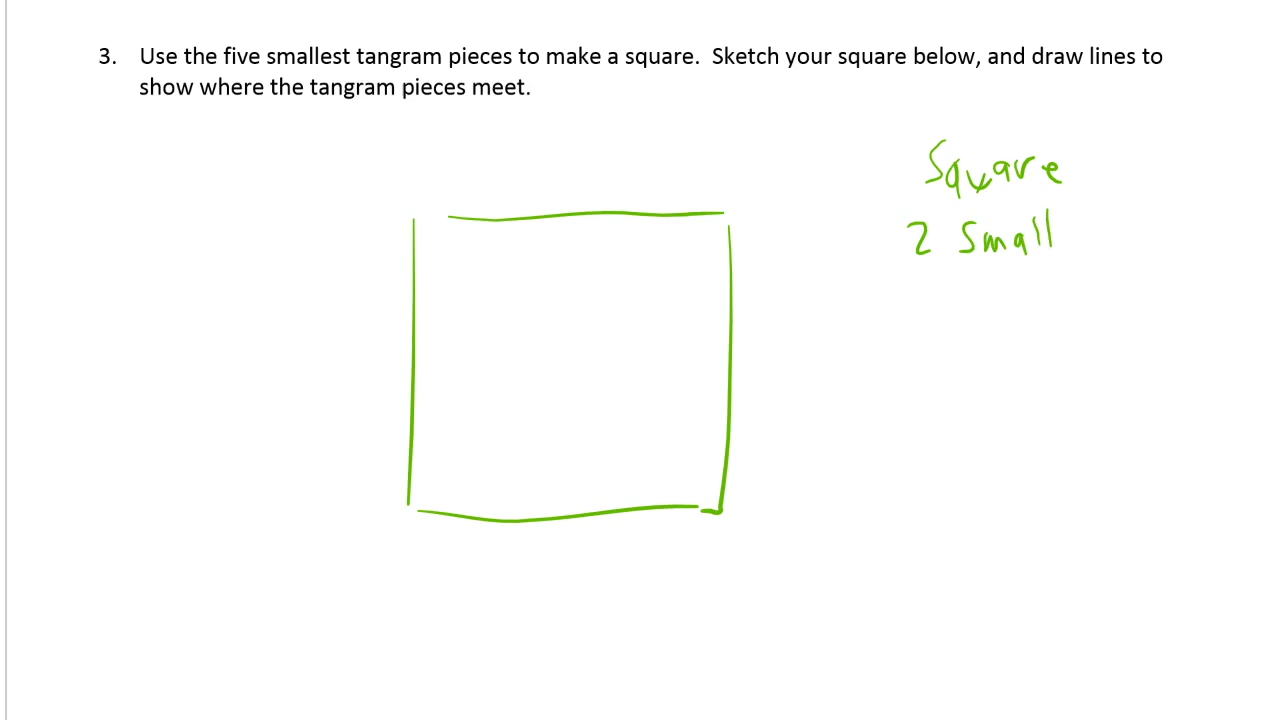 3. Use the five smallest tangram pieces to make a square. Sketch your square below, and draw lines to
show where the tangram pieces meet.
Square
2 Small